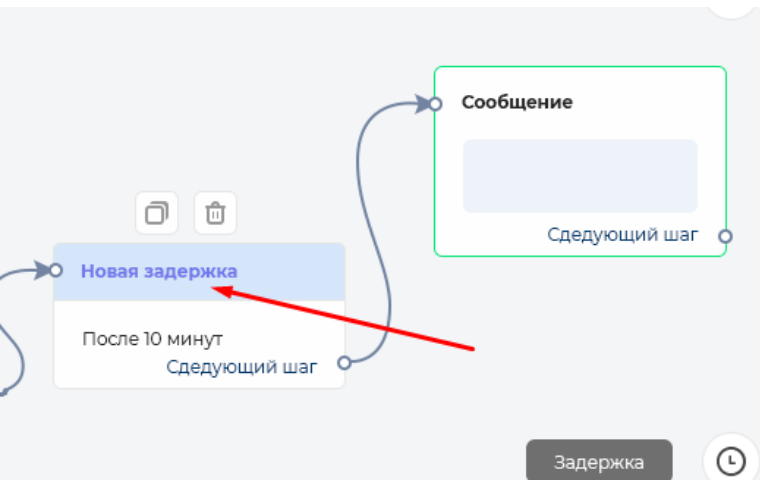 Сообщение
Сдедующий шаг
Новая задержка
После 10 минут
Сдедующий шаг
Задержка